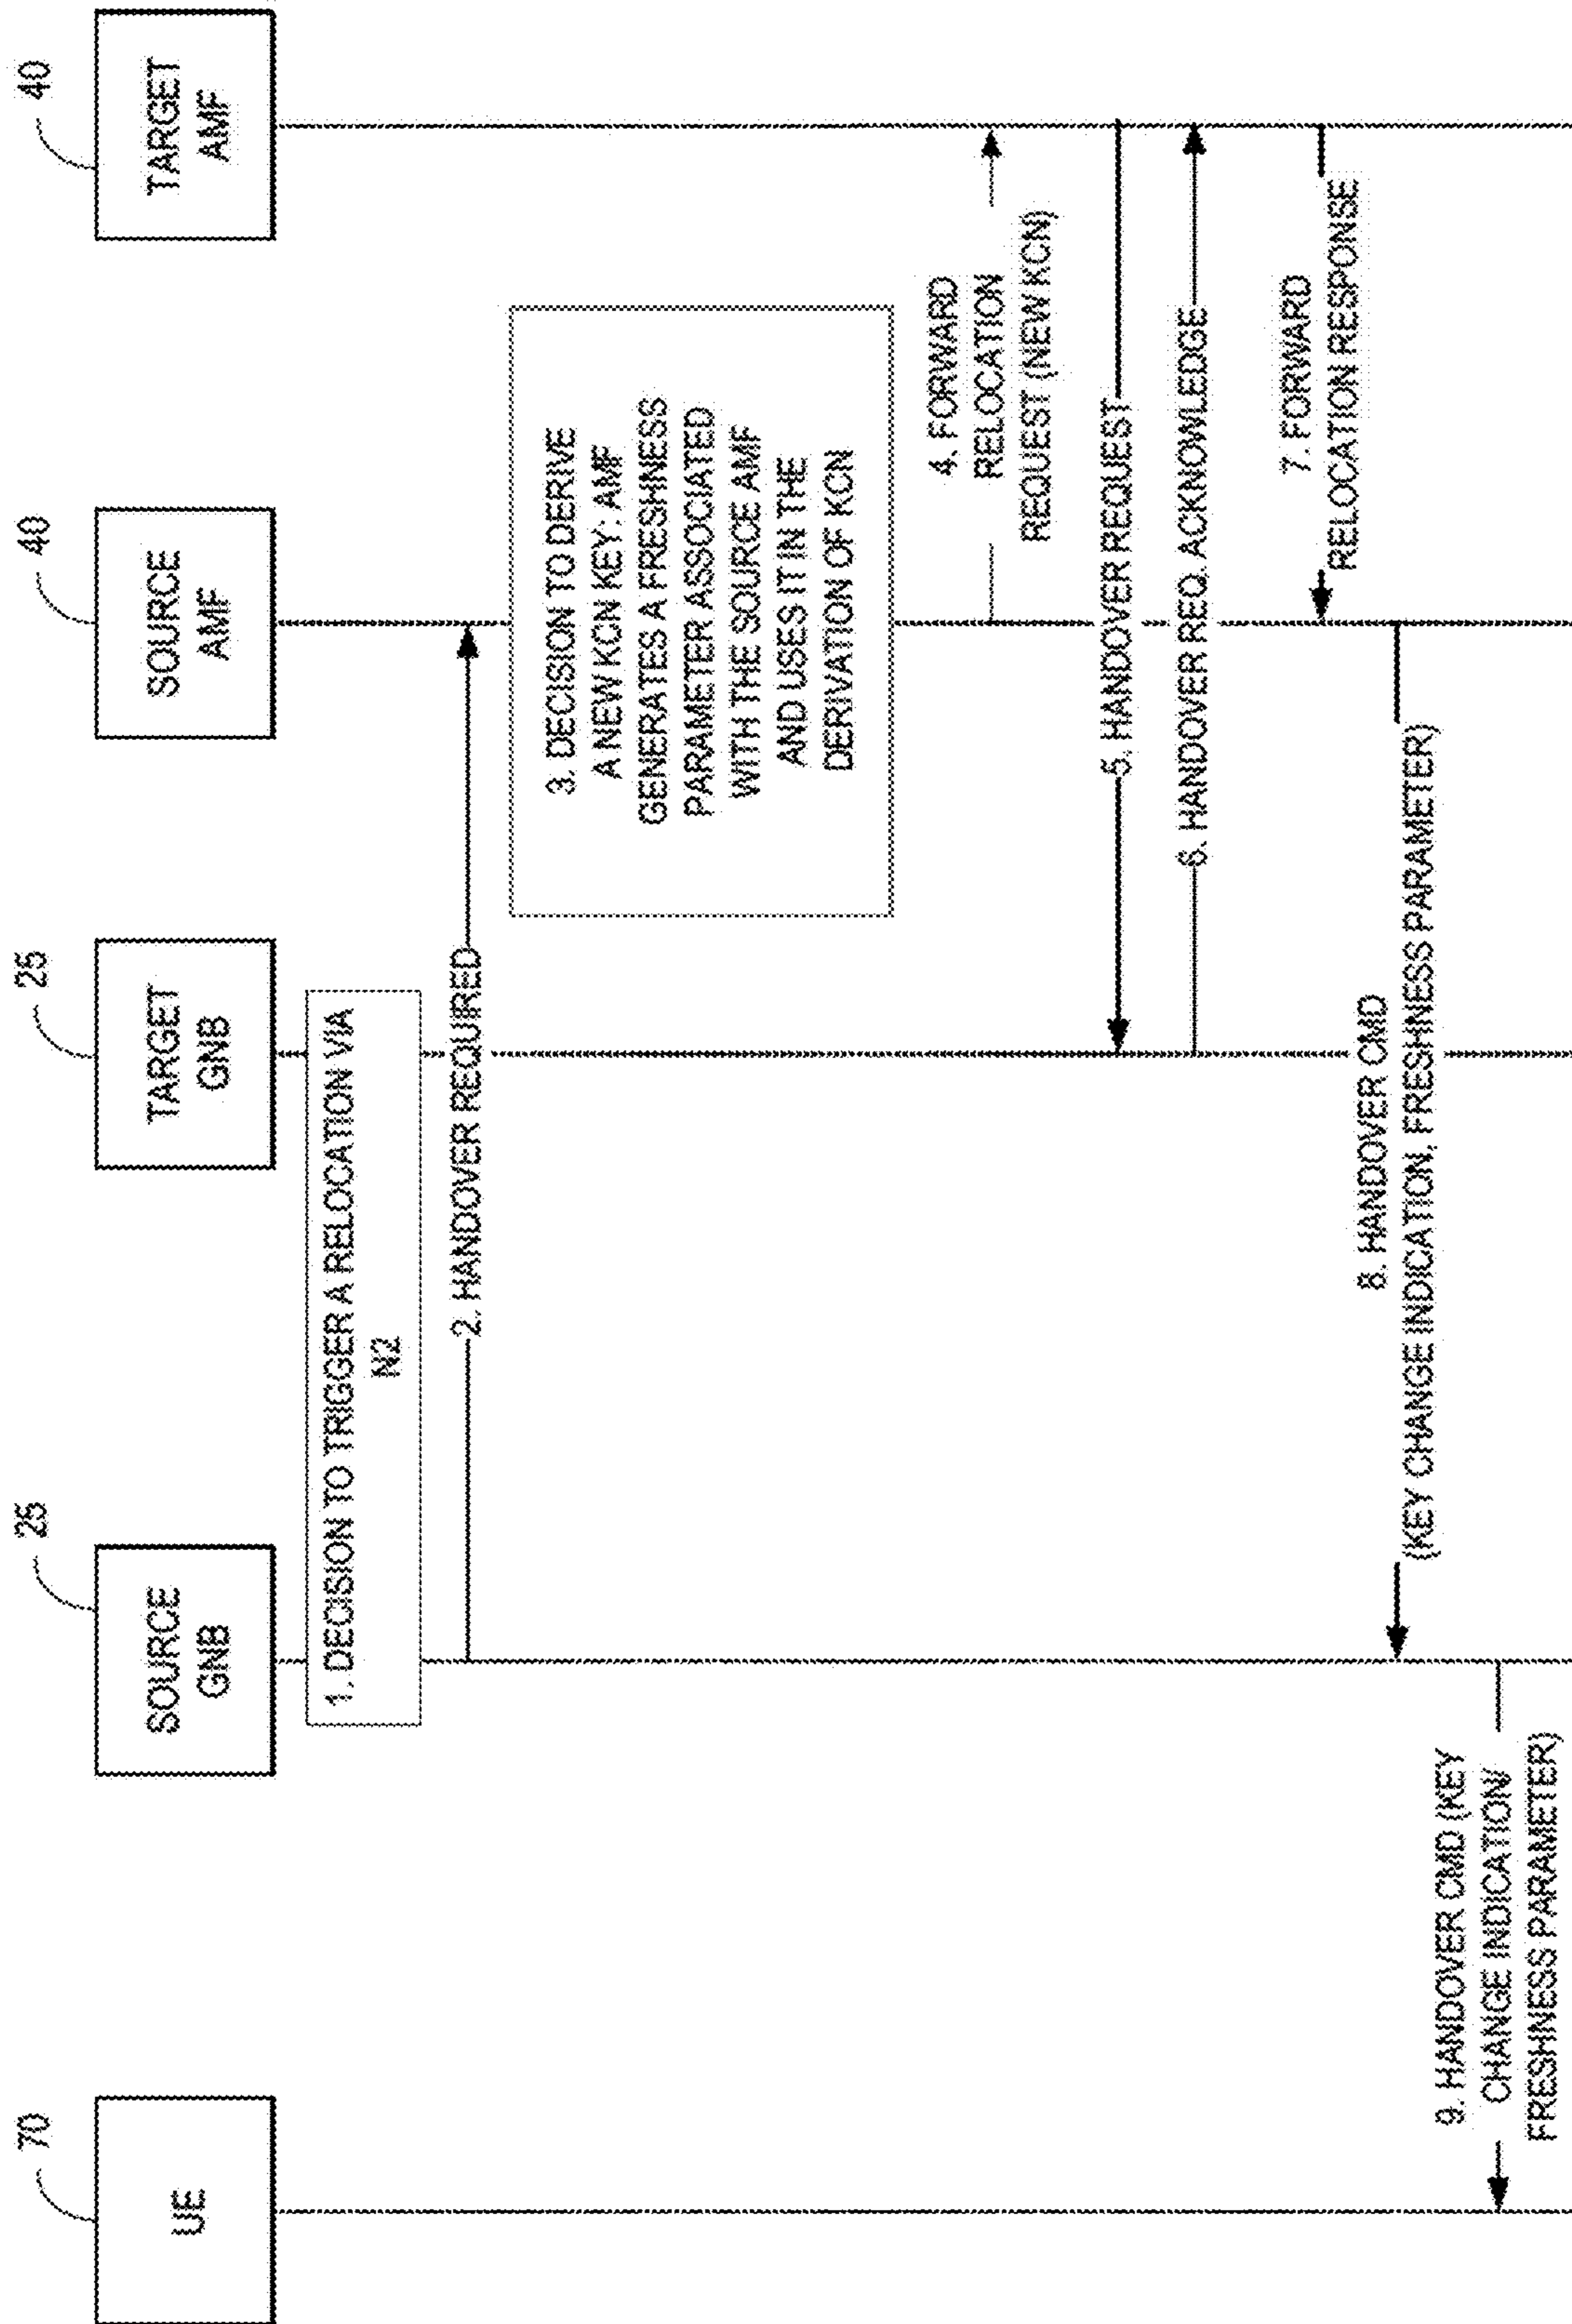 70
UE
25
SOURCE
GNB
25
TARGET
GNB
40
SOURCE
AMF
40
TARGET
AMF
1. DECISION TO TRIGGER A RELOCATION VIA
N2
2. HANDOVER REQUIRED
3. DECISION TO DERIVE
A NEW KCN KEY: AMF
GENERATES A FRESHNESS
PARAMETER ASSOCIATED
WITH THE SOURCE AMF
AND USES IT IN THE
DERIVATION OF KCN
4. FORWARD
RELOCATION
REQUEST (NEW KCN)
5. HANDOVER REQUEST
6. HANDOVER REQ. ACKNOWLEDGE
7. FORWARD
RELOCATION RESPONSE
8. HANDOVER CMD
(KEY CHANGE INDICATION, FRESHNESS PARAMETER)
9. HANDOVER CMD (KEY
CHANGE INDICATION/
FRESHNESS PARAMETER)